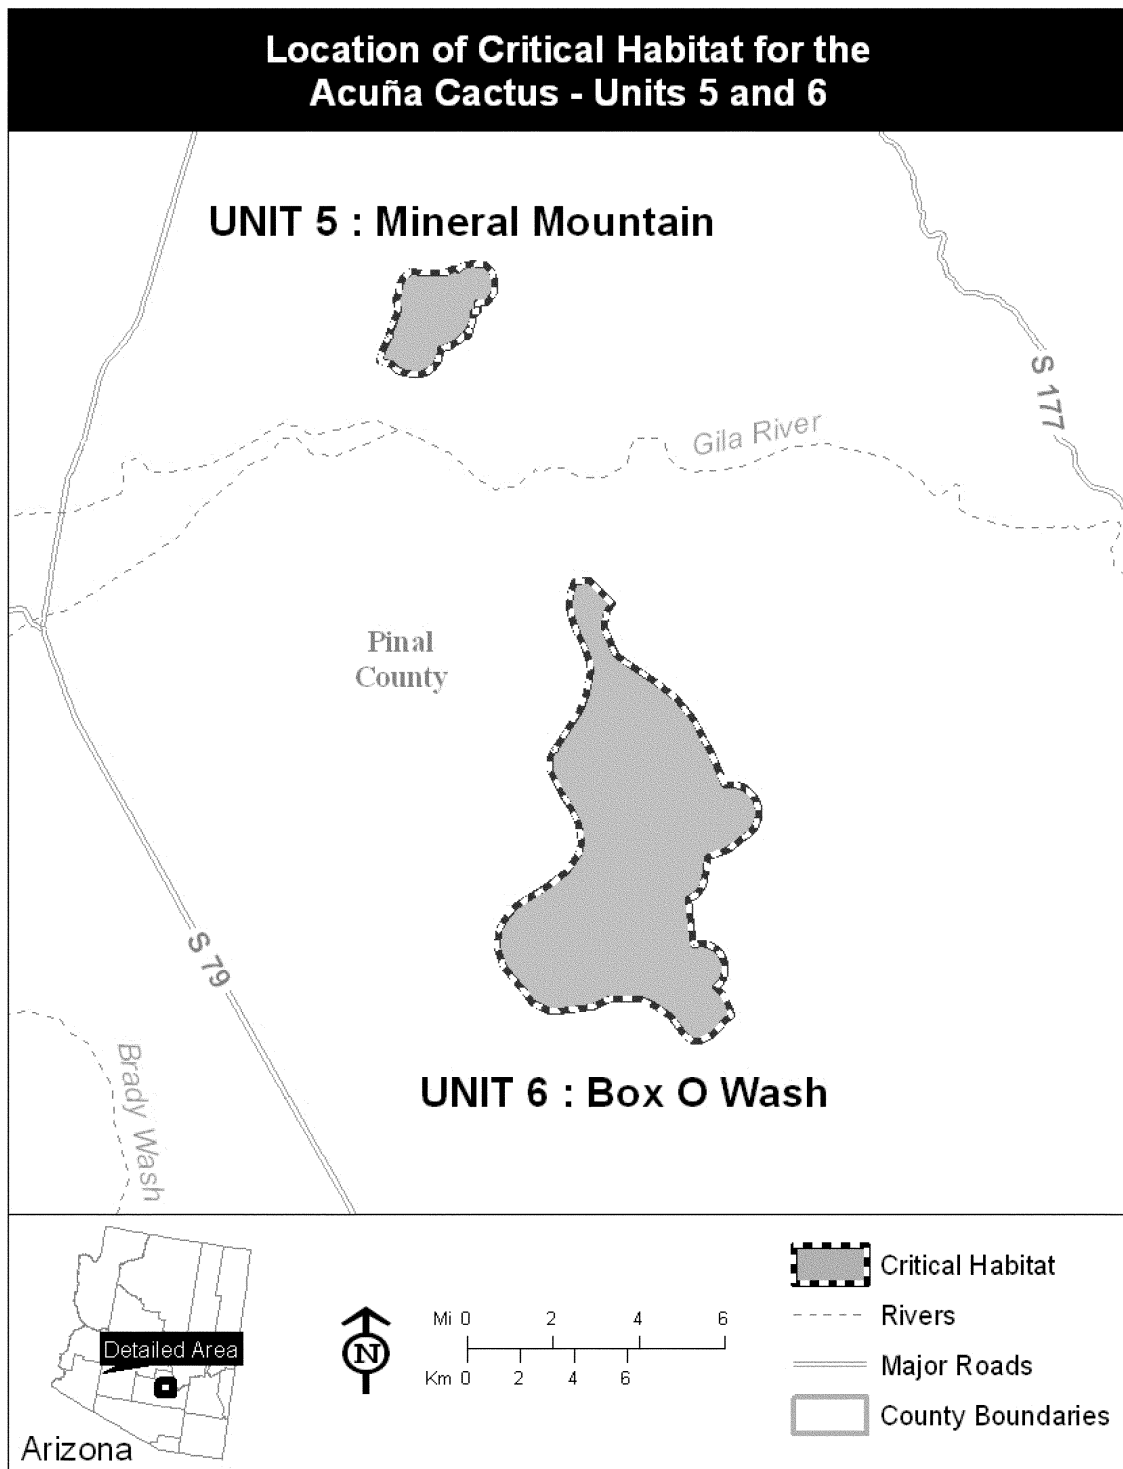 Location of Critical Habitat for the
Acuña Cactus - Units 5 and 6
UNIT 5 : Mineral Mountain
S 177
Gila River
Pinal
County
S 79
Brady Wash
UNIT 6 : Box O Wash
Detailed Area
Arizona
N
Mi 0 2 4 6
Km 0 2 4 6
Critical Habitat
Rivers
Major Roads
County Boundaries